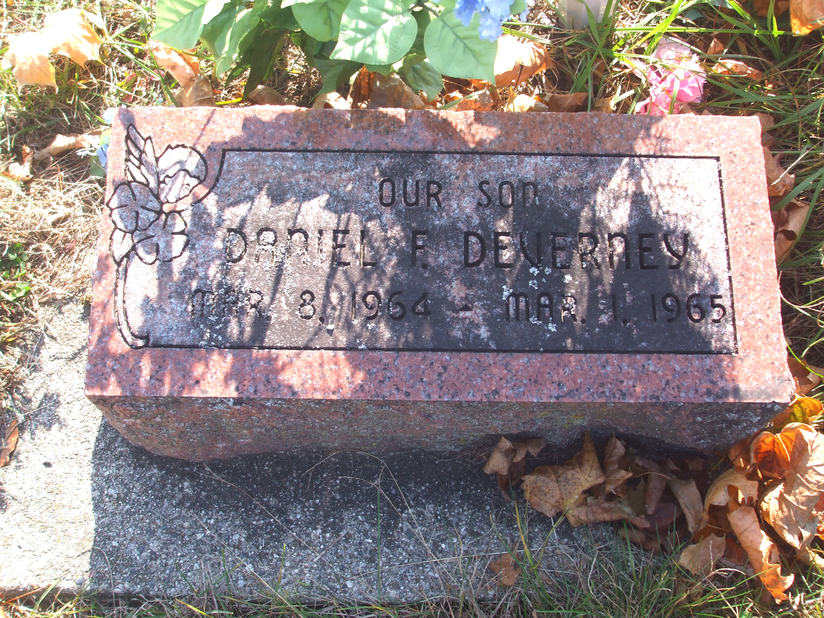 OUR SON
DANIEL F. DEVERNEY
MAR. 8, 1964 - MAR. 1, 1965